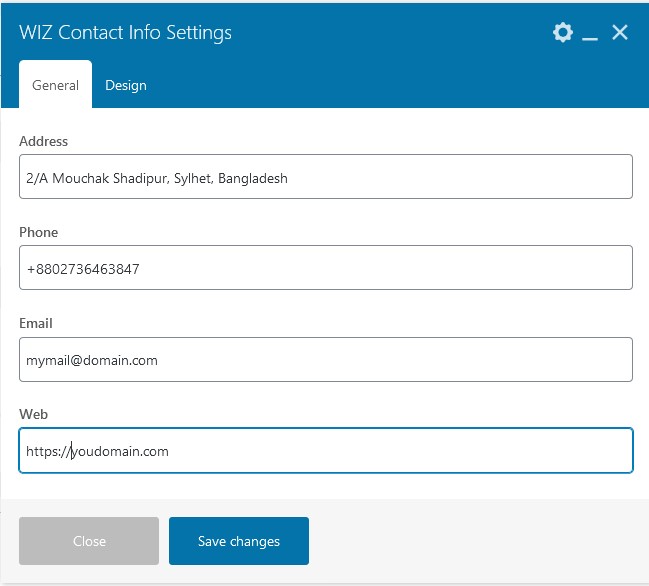 WIZ Contact Info Settings
General
Design
Address
2/A Mouchak Shadipur, Sylhet, Bangladesh
Phone
+8802736463847
Email
mymail@domain.com
Web
https://youdomain.com
Close
Save changes